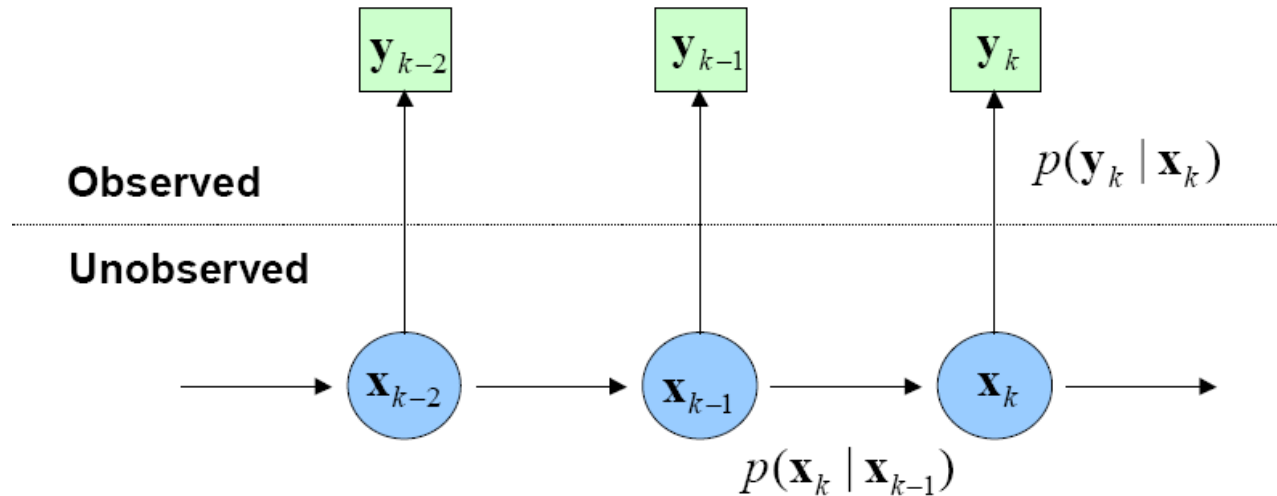 y_{k-2} y_{k-1} y_k
p(y_k | x_k)
Observed
Unobserved
x_{k-2} x_{k-1} x_k
p(x_k | x_{k-1})